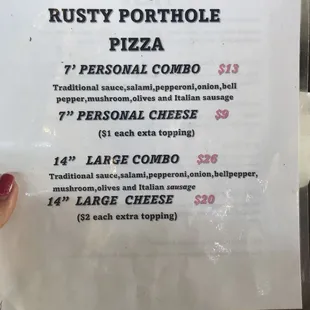 RUSTY PORTHOLE
PIZZA
7' PERSONAL COMBO $13
Traditional sauce,salami,pepperoni,onion,bell
pepper,mushroom,olives and Italian sausage
7" PERSONAL CHEESE $9
($1 each exta topping)
14" LARGE COMBO $26
Traditional sauce,salami,pepperoni,onion,bellpepper,
mushroom,olives and Italian sausage
14" LARGE CHEESE $20
($2 each extra topping)